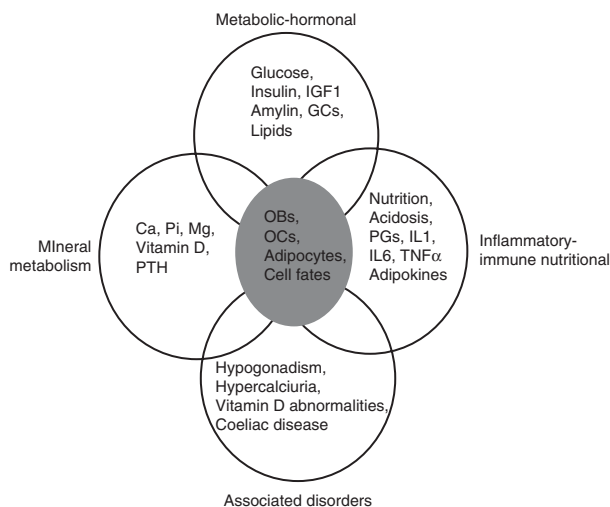 Metabolic-hormonal
Glucose,
Insulin, IGF1
Amylin, GCs,
Lipids
MIneral
metabolism
Ca, Pi, Mg,
Vitamin D,
PTH
OBs,
OCs,
Adipocytes,
Cell fates
Nutrition,
Acidosis,
PGs, IL1,
IL6, TNFα
Adipokines
Inflammatory-
immune nutritional
Hypogonadism,
Hypercalciuria,
Vitamin D abnormalities,
Coeliac disease
Associated disorders